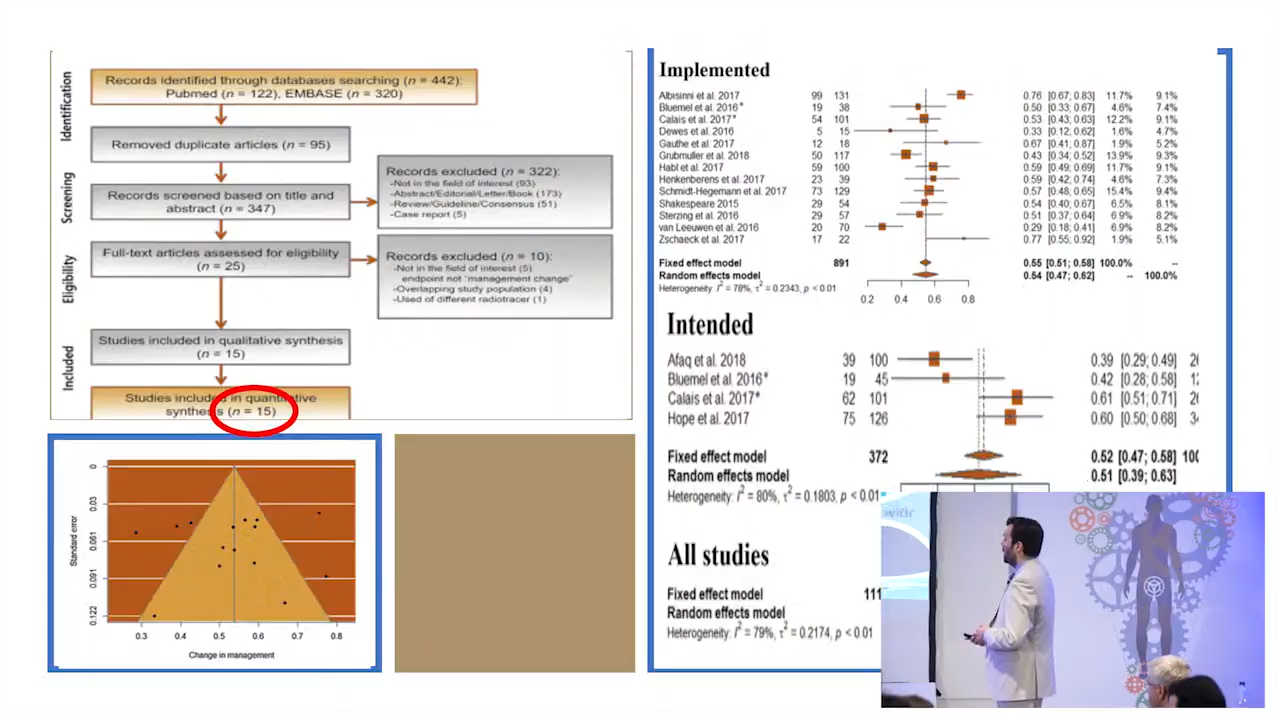 Identification
Records identified through databases searching (n = 442):
Pubmed (n = 122), EMBASE (n = 320)
Removed duplicate articles (n = 95)
Screening
Records screened based on title and
abstract (n = 347)
Records excluded (n = 322):
-Not in the field of interest (93)
-Abstract/Editorial/Letter/Book (173)
-Review/Guideline/Consensus (51)
-Case report (5)
Eligibility
Full-text articles assessed for eligibility
(n = 25)
Records excluded (n = 10):
-Not in the field of interest (5)
endpoint not "management change"
-Overlapping study population (4)
-Used of different radiotracer (1)
Included
Studies included in qualitative synthesis
(n = 15)
Studies included in quantitative
synthesis (n = 15)
Standard error
0
0.03
0.061
0.091
0.122
0.3 0.4 0.5 0.6 0.7 0.8
Change in management
Implemented
Albisinni et al. 2017 99 131 0.76 [0.67; 0.83] 11.7% 9.1%
Bluemel et al. 2016* 19 38 0.50 [0.33; 0.67] 4.6% 7.4%
Calais et al. 2017* 54 101 0.53 [0.43; 0.63] 12.2% 9.1%
Dewes et al. 2016 5 15 0.33 [0.12; 0.62] 1.6% 4.7%
Gauthe et al. 2017 12 18 0.67 [0.41; 0.87] 1.9% 5.2%
Grubmuller et al. 2018 50 117 0.43 [0.34; 0.52] 13.9% 9.3%
Habl et al. 2017 59 100 0.59 [0.49; 0.69] 11.7% 9.1%
Henkenberens et al. 2017 23 39 0.59 [0.42; 0.74] 4.6% 7.3%
Schmidt-Hegemann et al. 2017 73 129 0.57 [0.48; 0.65] 15.4% 9.4%
Shakespeare 2015 29 54 0.54 [0.40; 0.67] 6.5% 8.1%
Sterzing et al. 2016 29 57 0.51 [0.37; 0.64] 6.9% 8.2%
van Leeuwen et al. 2016 20 70 0.29 [0.18; 0.41] 6.9% 8.2%
Zschaeck et al. 2017 17 22 0.77 [0.55; 0.92] 1.9% 5.1%
Fixed effect model 891 0.55 [0.51; 0.58] 100.0% --
Random effects model 0.54 [0.47; 0.62] -- 100.0%
Heterogeneity: I² = 78%, τ² = 0.2343, p < 0.01
0.2 0.4 0.6 0.8
Intended
Afaq et al. 2018 39 100 0.39 [0.29; 0.49]
Bluemel et al. 2016* 19 45 0.42 [0.28; 0.58]
Calais et al. 2017* 62 101 0.61 [0.51; 0.71]
Hope et al. 2017 75 126 0.60 [0.50; 0.68]
Fixed effect model 372 0.52 [0.47; 0.58]
Random effects model 0.51 [0.39; 0.63]
Heterogeneity: I² = 80%, τ² = 0.1803, p < 0.01
All studies
Fixed effect model 111
Random effects model
Heterogeneity: I² = 79%, τ² = 0.2174, p < 0.01